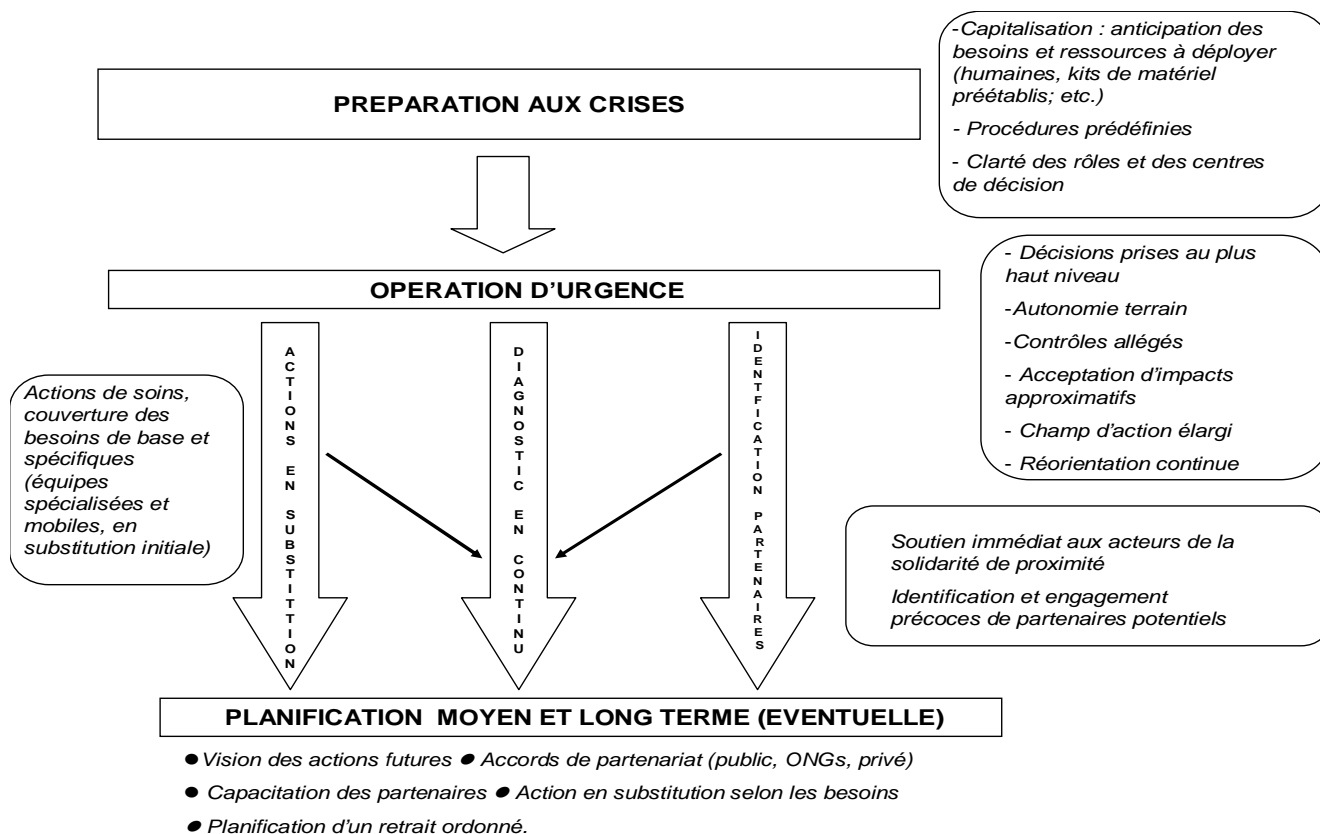 -Capitalisation : anticipation des
besoins et ressources à déployer
(humaines, kits de matériel
préétablis; etc.)
- Procédures prédéfinies
- Clarté des rôles et des centres
de décision
PREPARATION AUX CRISES
OPERATION D’URGENCE
- Décisions prises au plus
haut niveau
-Autonomie terrain
-Contrôles allégés
- Acceptation d’impacts
approximatifs
- Champ d’action élargi
- Réorientation continue
Actions de soins,
couverture des
besoins de base et
spécifiques
(équipes
spécialisées et
mobiles, en
substitution initiale)
ACTIONS EN SUBSTITTION
DIAGNOSTIC EN CONTINU
IDENTFICATION PARTENAIRES
Soutien immédiat aux acteurs de la
solidarité de proximité
Identification et engagement
précoces de partenaires potentiels
PLANIFICATION MOYEN ET LONG TERME (EVENTUELLE)
● Vision des actions futures ● Accords de partenariat (public, ONGs, privé)
● Capacitation des partenaires ● Action en substitution selon les besoins
● Planification d’un retrait ordonné.